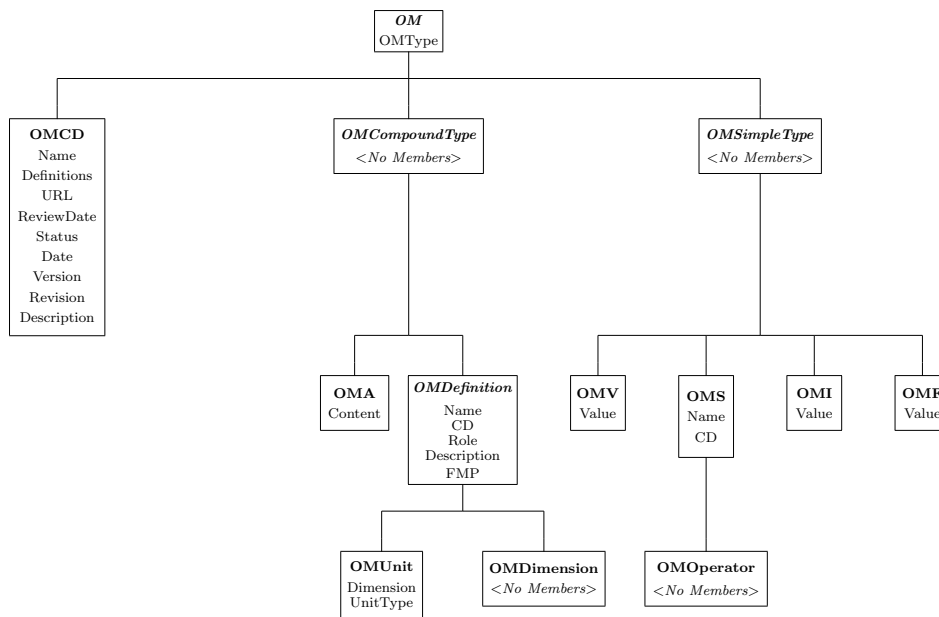 OM
OMType
OMCD
Name
Definitions
URL
ReviewDate
Status
Date
Version
Revision
Description
OMCompoundType
<No Members>
OMSimpleType
<No Members>
OMA
Content
OMDefinition
Name
CD
Role
Description
FMP
OMV
Value
OMS
Name
CD
OMI
Value
OMF
Value
OMUnit
Dimension
UnitType
OMDimension
<No Members>
OMOperator
<No Members>